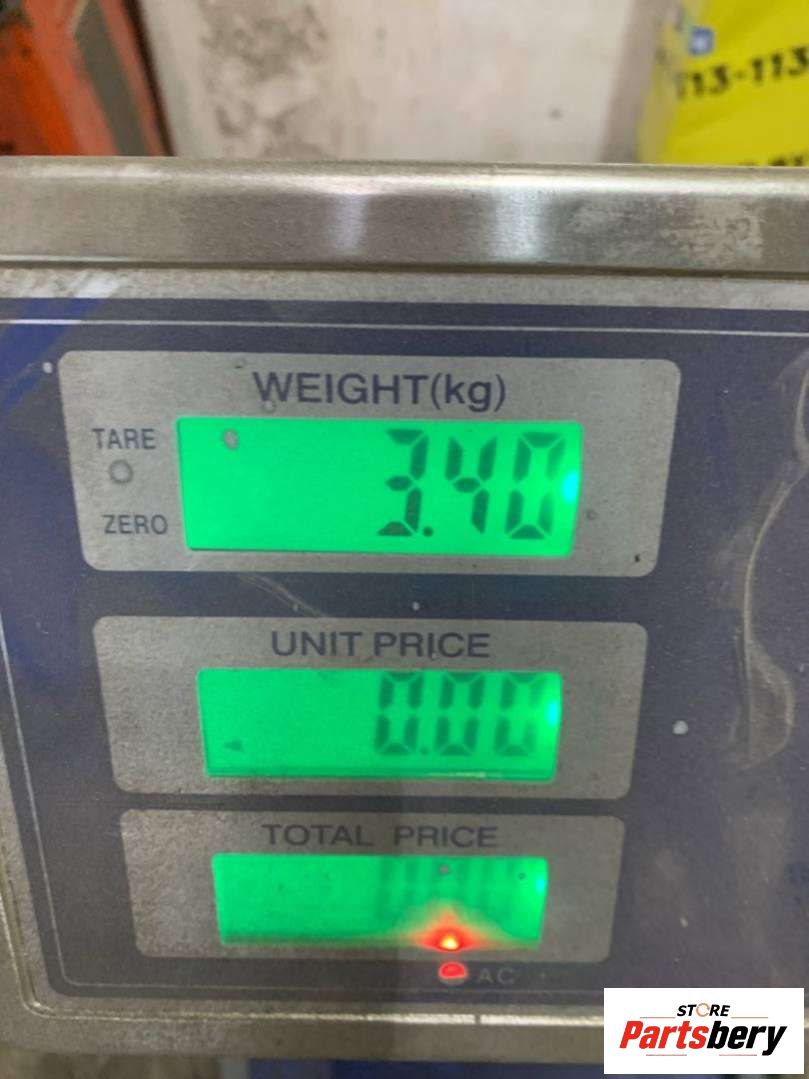 113-113
WEIGHT(kg)
TARE
3.40
ZERO
UNIT PRICE
0.00
TOTAL PRICE
AC
STORE
Partsbery